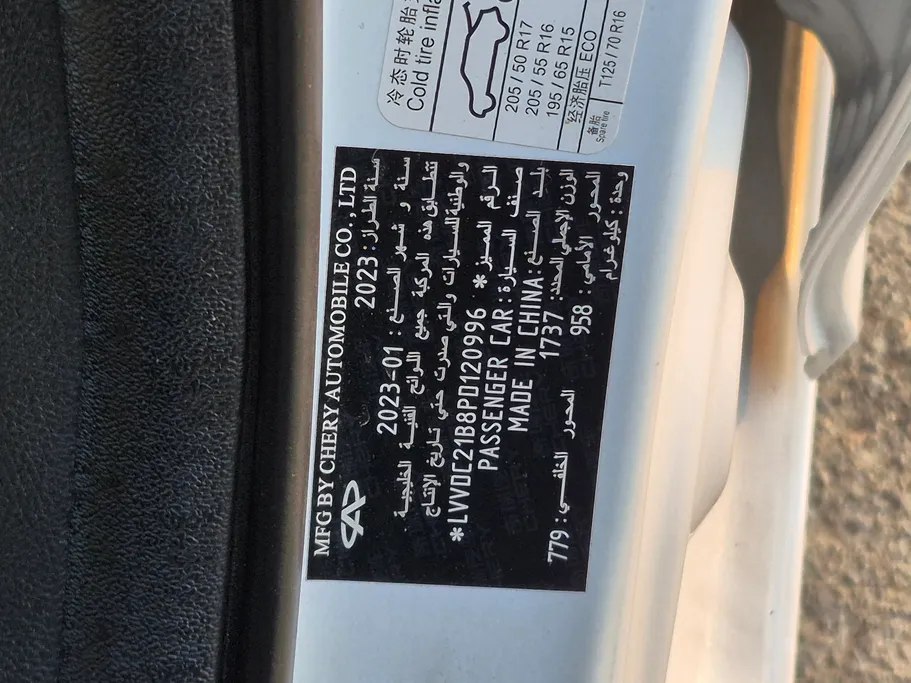 冷态时轮胎
Cold tire infla
205/50 R17
205/55 R16
195/65 R15
经济胎压 ECO
备胎
Spare tire
T125/70 R16
MFG BY CHERY AUTOMOBILE CO., LTD
سنة الطراز: 2023
سنة و شهر الصنع : 2023-01
تتطابق هذه المركبة جميع اللوائح الفنية الخليجية
والوطنية للسيارات والتي صدرت حتى تاريخ الإنتاج
الرقم المميز *LVVDC21B8PD120996*
صنف السيارة: PASSENGER CAR
بلد الصنع: MADE IN CHINA
الوزن الإجمالي المحدد: 1737
المحور الأمامي: 958 المحور الخلفي: 779
وحدة: كيلوغرام